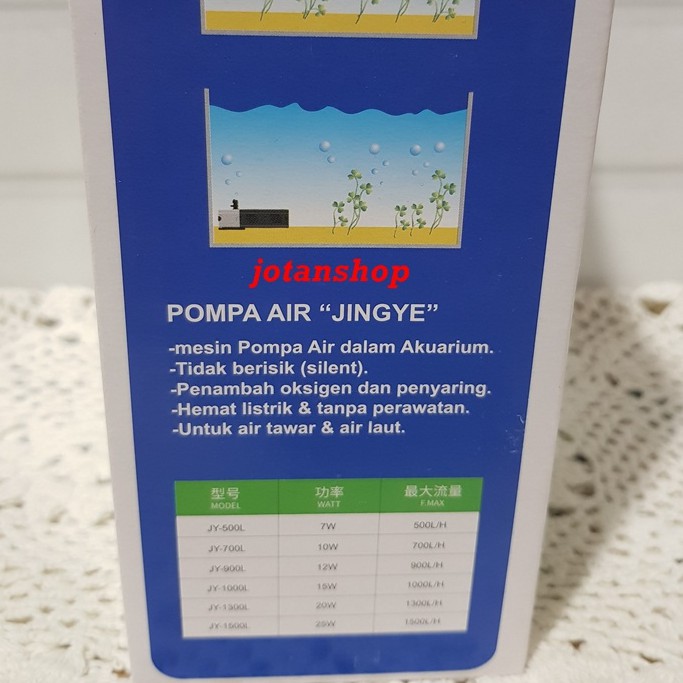 jotanshop
POMPA AIR “JINGYE”
-mesin Pompa Air dalam Akuarium.
-Tidak berisik (silent).
-Penambah oksigen dan penyaring.
-Hemat listrik & tanpa perawatan.
-Untuk air tawar & air laut.
型号 功率 最大流量
MODEL WATT F.MAX
JY-500L 7W 500L/H
JY-700L 10W 700L/H
JY-900L 12W 900L/H
JY-1000L 15W 1000L/H
JY-1300L 20W 1300L/H
JY-1500L 25W 1500L/H